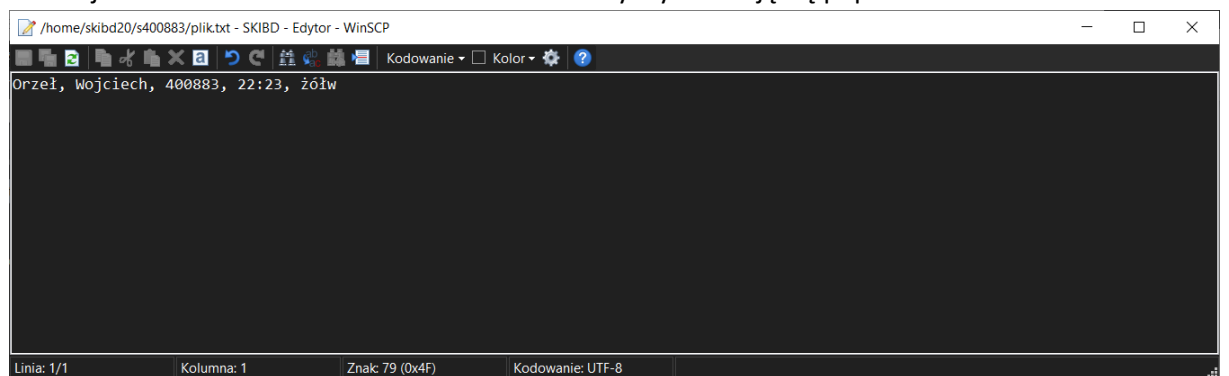 /home/skibd20/s400883/plik.txt - SKIBD - Edytor - WinSCP
Kodowanie Kolor
Orzeł, Wojciech, 400883, 22:23, żółw
Linia: 1/1 Kolumna: 1 Znak: 79 (0x4F) Kodowanie: UTF-8